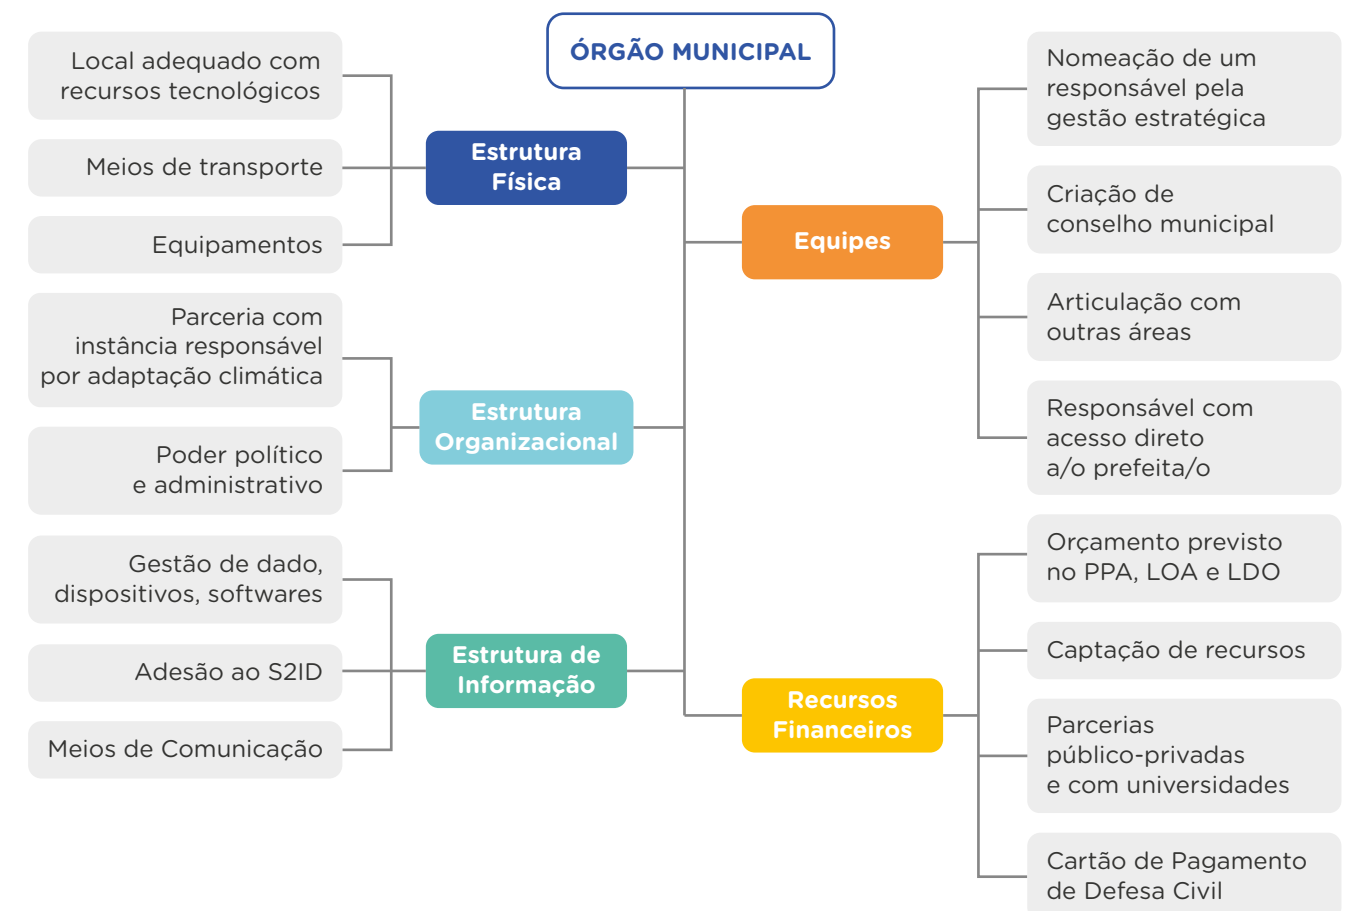 ÓRGÃO MUNICIPAL
Estrutura
Física
Local adequado com
recursos tecnológicos
Meios de transporte
Equipamentos
Estrutura
Organizacional
Parceria com
instância responsável
por adaptação climática
Poder político
e administrativo
Estrutura de
Informação
Gestão de dado,
dispositivos, softwares
Adesão ao S2ID
Meios de Comunicação
Equipes
Nomeação de um
responsável pela
gestão estratégica
Criação de
conselho municipal
Articulação com
outras áreas
Responsável com
acesso direto
a/o prefeita/o
Recursos
Financeiros
Orçamento previsto
no PPA, LOA e LDO
Captação de recursos
Parcerias
público-privadas
e com universidades
Cartão de Pagamento
de Defesa Civil